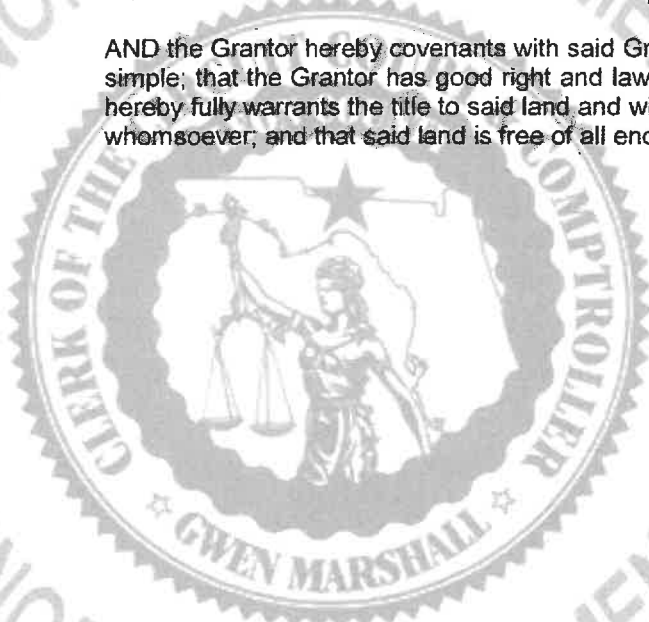 AND the Grantor hereby covenants with said Gr
simple; that the Grantor has good right and law
hereby fully warrants the title to said land and wi
whomsoever; and that said land is free of all enc
CLERK OF THE
COMPTROLLER
GWEN MARSHALL